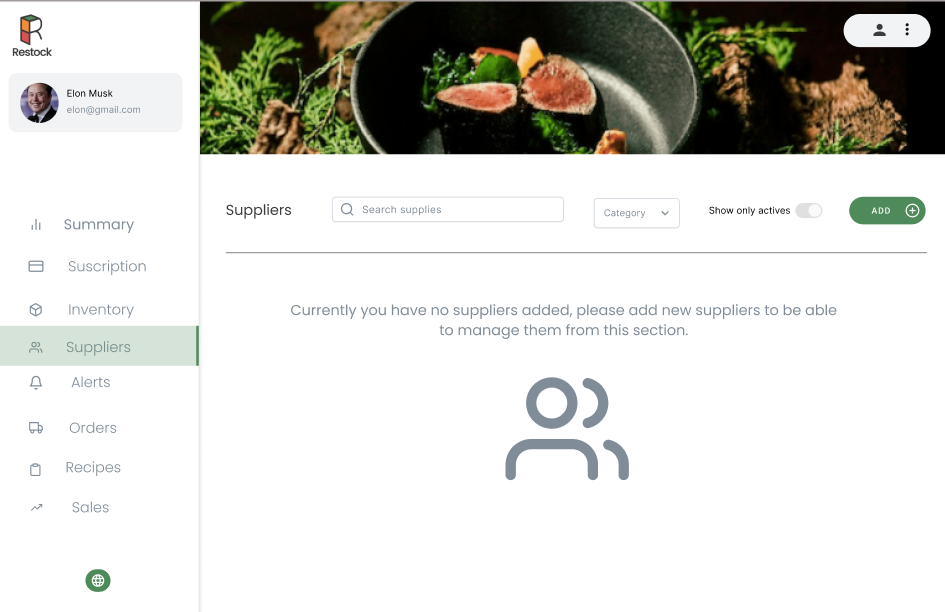 Restock
Elon Musk
elon@gmail.com
Summary
Suscription
Inventory
Suppliers
Alerts
Orders
Recipes
Sales
Suppliers
Search supplies
Category
Show only actives
ADD
Currently you have no suppliers added, please add new suppliers to be able
to manage them from this section.